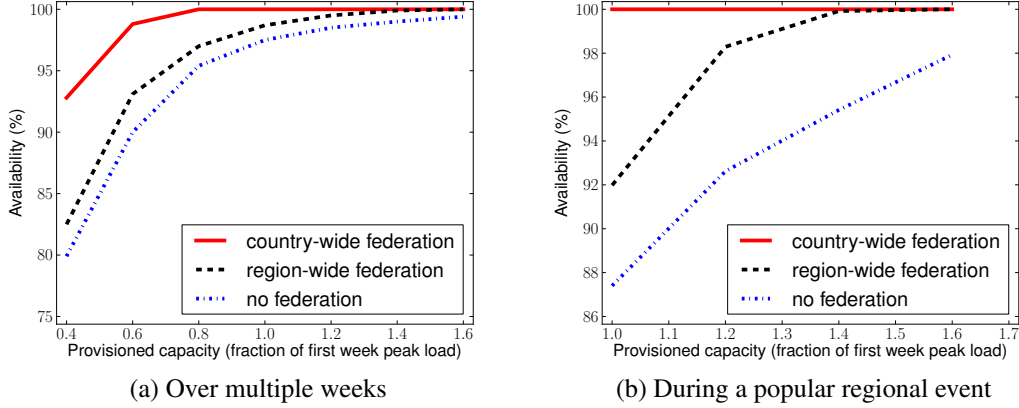 100
95
90
85
80
75
Availability (%)
country-wide federation
region-wide federation
no federation
0.4 0.6 0.8 1.0 1.2 1.4 1.6
Provisioned capacity (fraction of first week peak load)
(a) Over multiple weeks
100
98
96
94
92
90
88
86
Availability (%)
country-wide federation
region-wide federation
no federation
1.0 1.1 1.2 1.3 1.4 1.5 1.6 1.7
Provisioned capacity (fraction of first week peak load)
(b) During a popular regional event